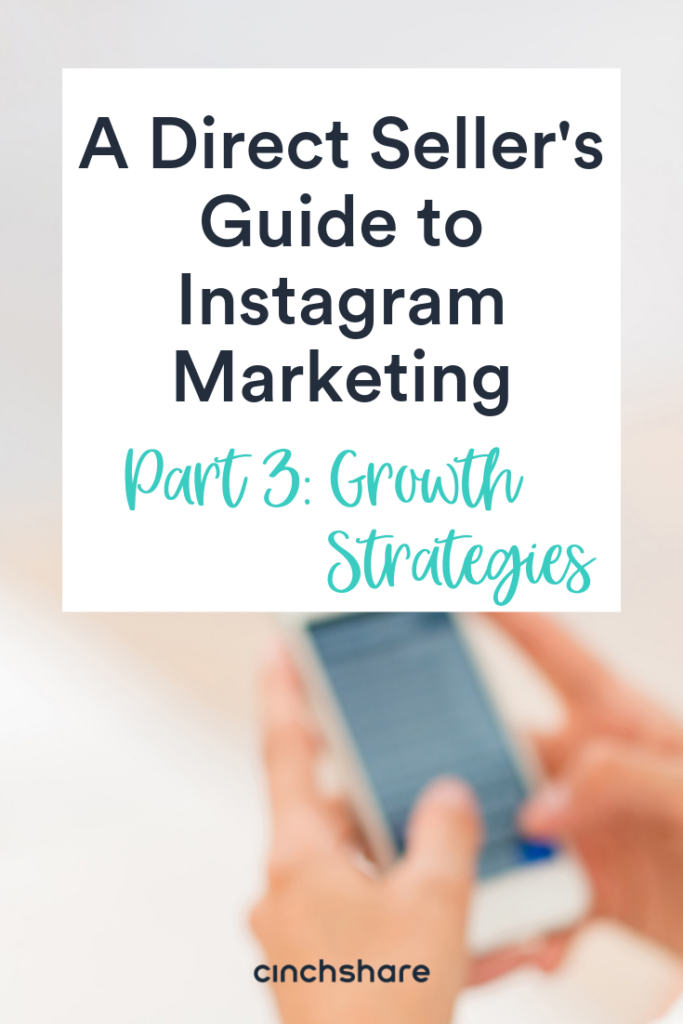 A Direct Seller's
Guide to
Instagram
Marketing
Part 3: Growth
Strategies
cinchshare